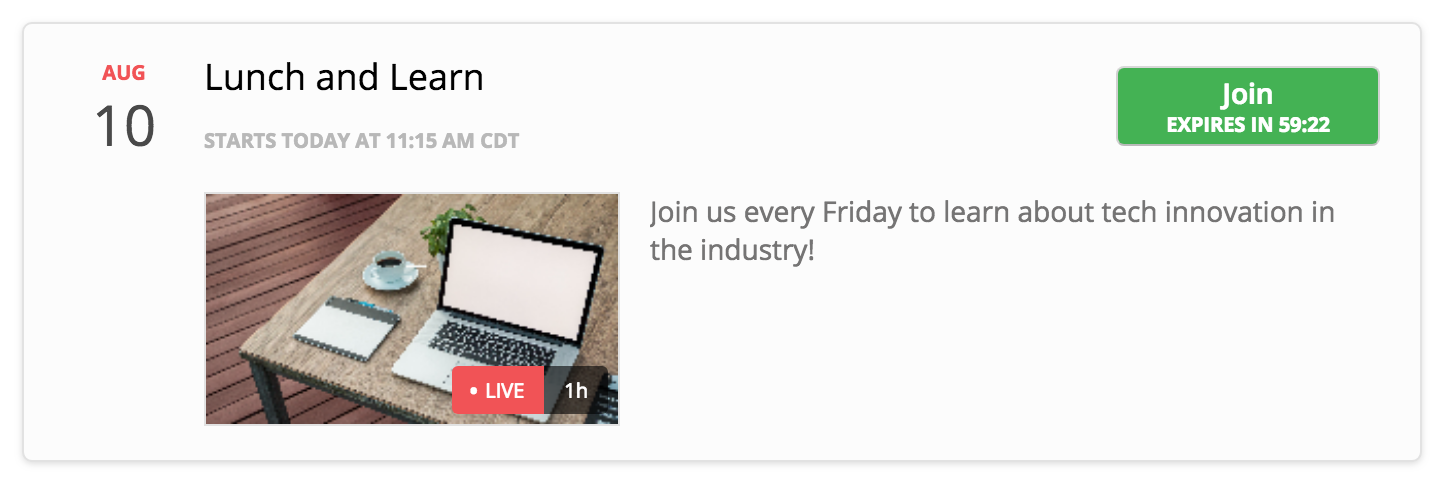 AUG
10
Lunch and Learn
STARTS TODAY AT 11:15 AM CDT
Join
EXPIRES IN 59:22
Join us every Friday to learn about tech innovation in
the industry!
• LIVE 1h